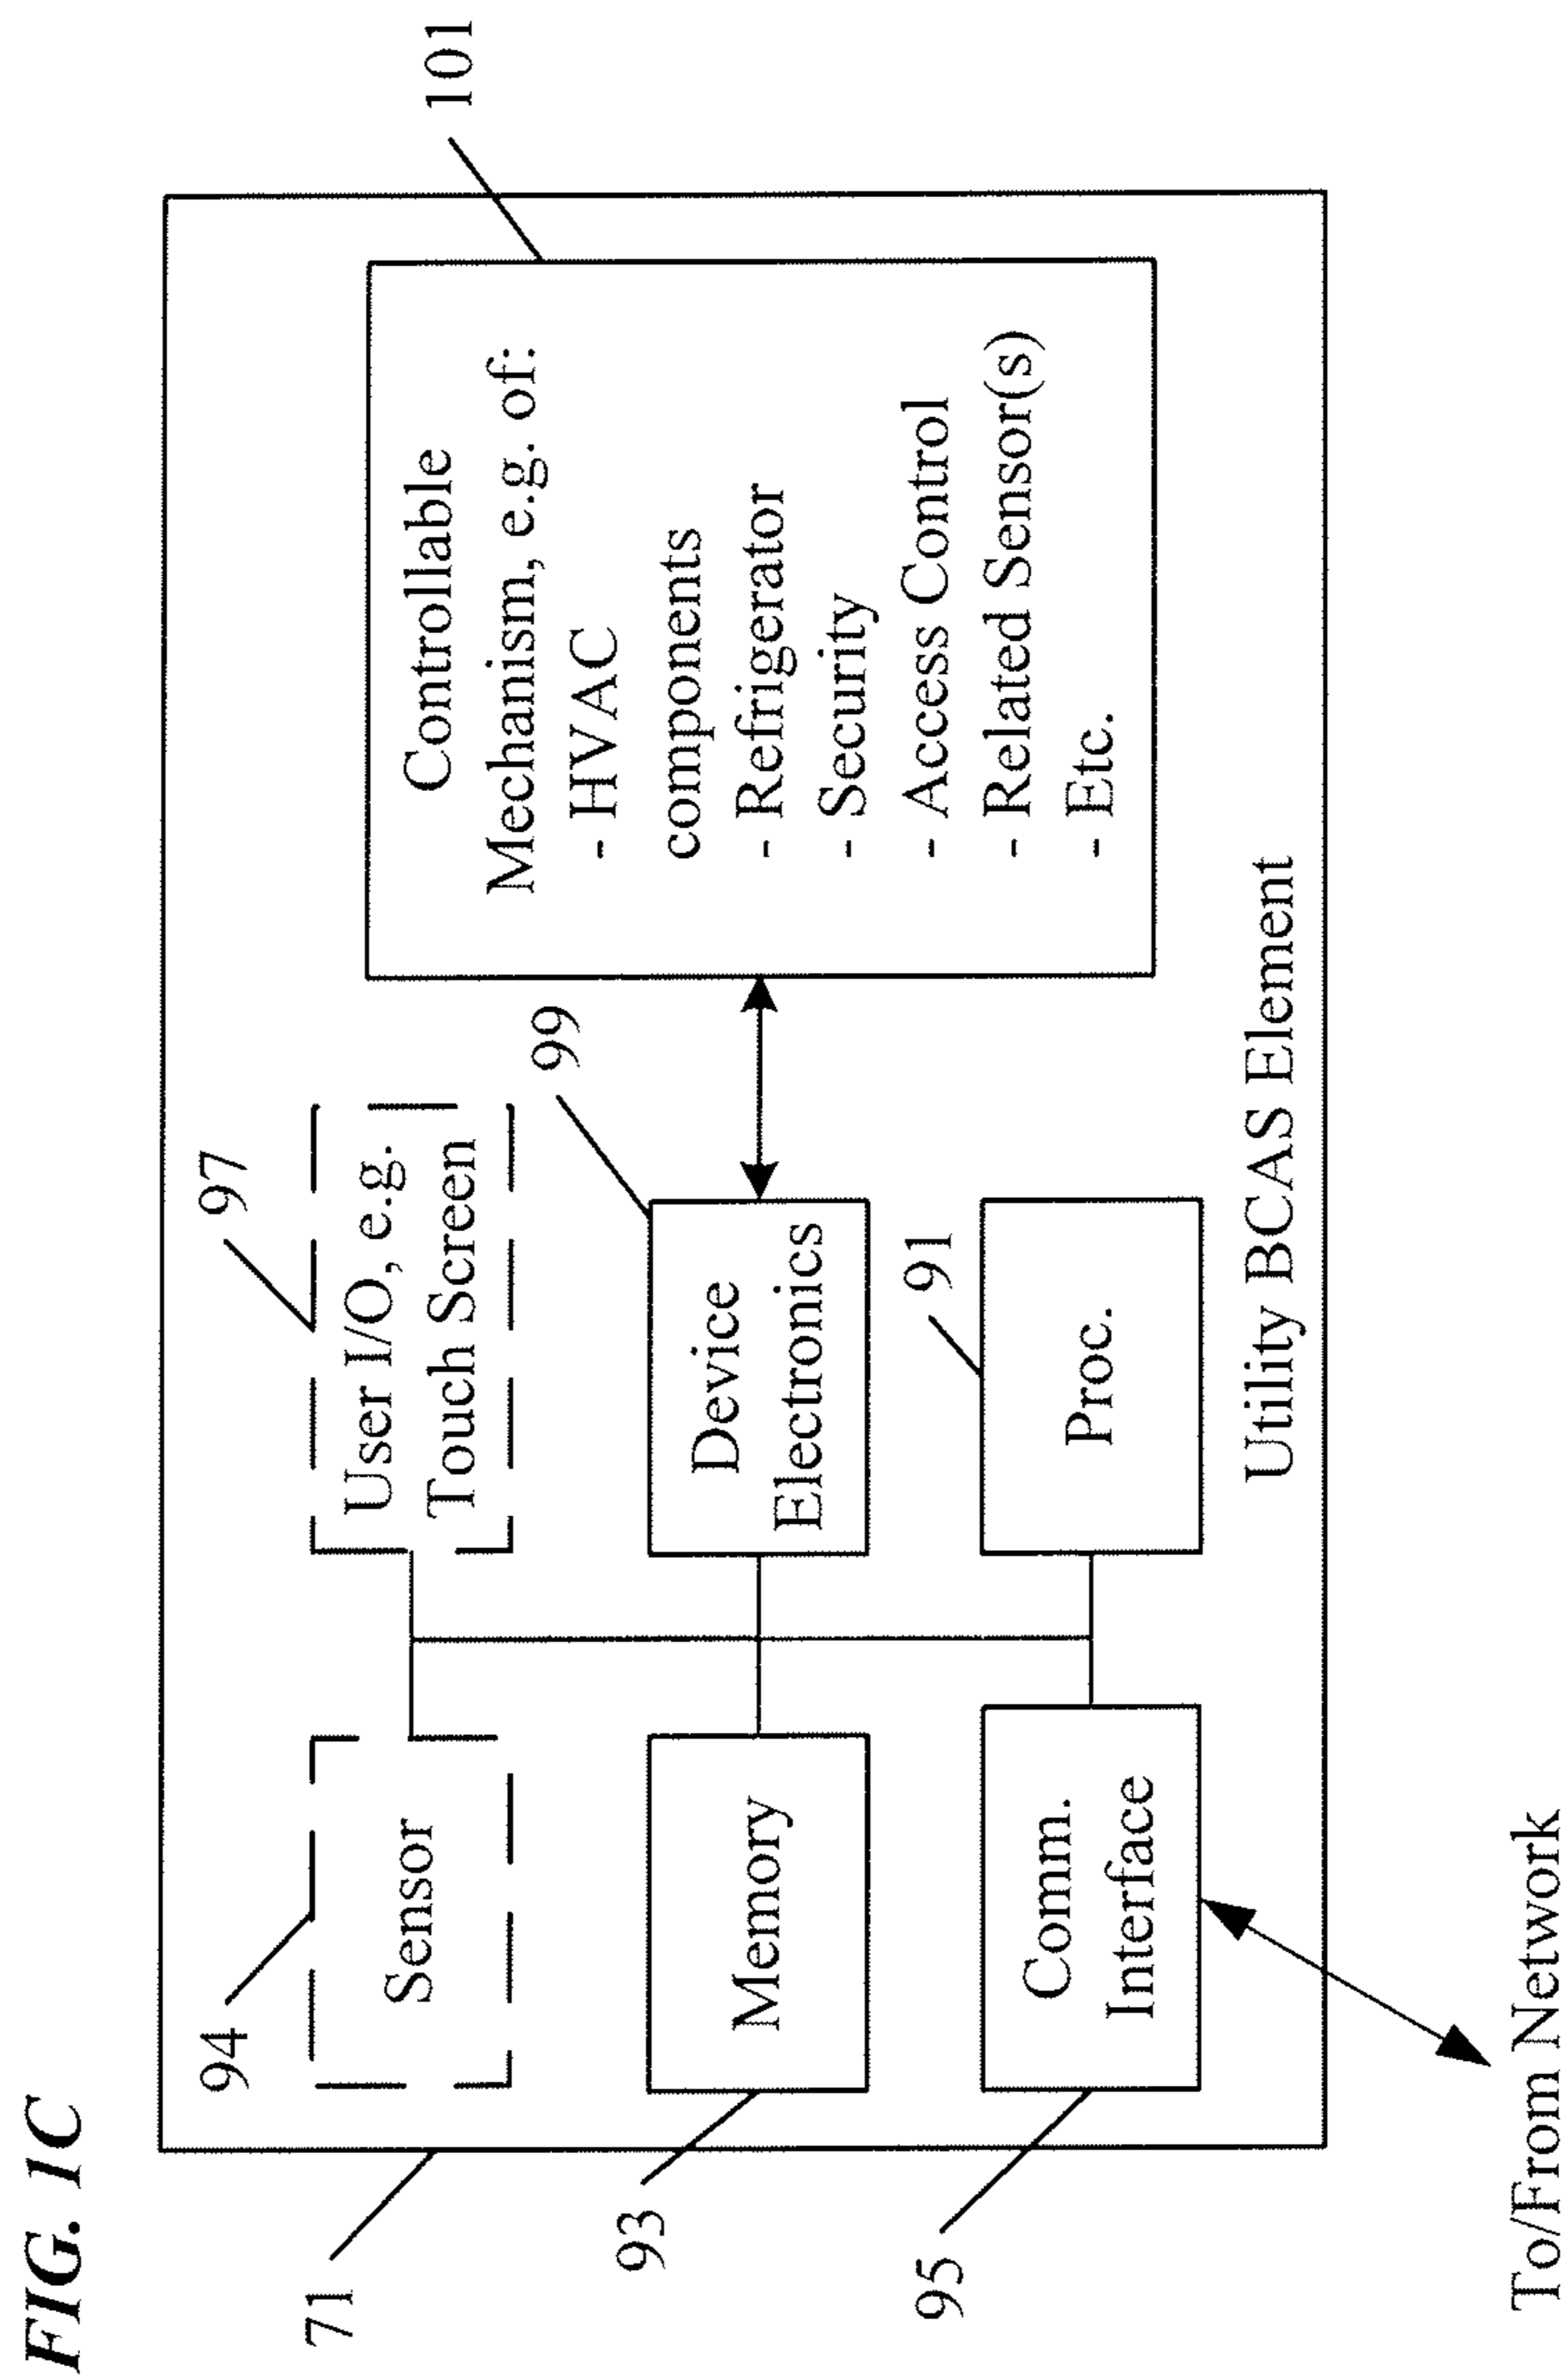 FIG. 1C
71
94
Sensor
97
User I/O, e.g.
Touch Screen
93
Memory
99
Device
Electronics
95
Comm.
Interface
91
Proc.
101
Controllable
Mechanism, e.g. of:
- HVAC
components
- Refrigerator
- Security
- Access Control
- Related Sensor(s)
- Etc.
Utility BCAS Element
To/From Network